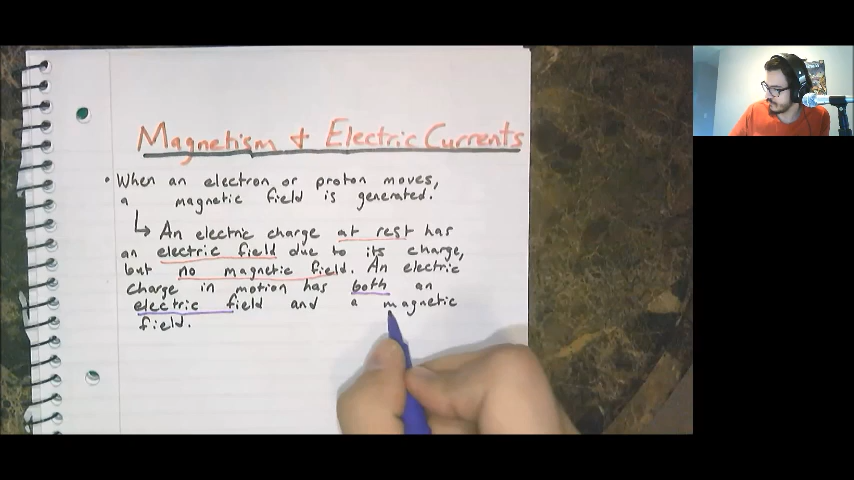 Magnetism + Electric Currents
• When an electron or proton moves,
a magnetic field is generated.
↳ An electric charge at rest has
an electric field due to its charge,
but no magnetic field. An electric
charge in motion has both an
electric field and a magnetic
field.